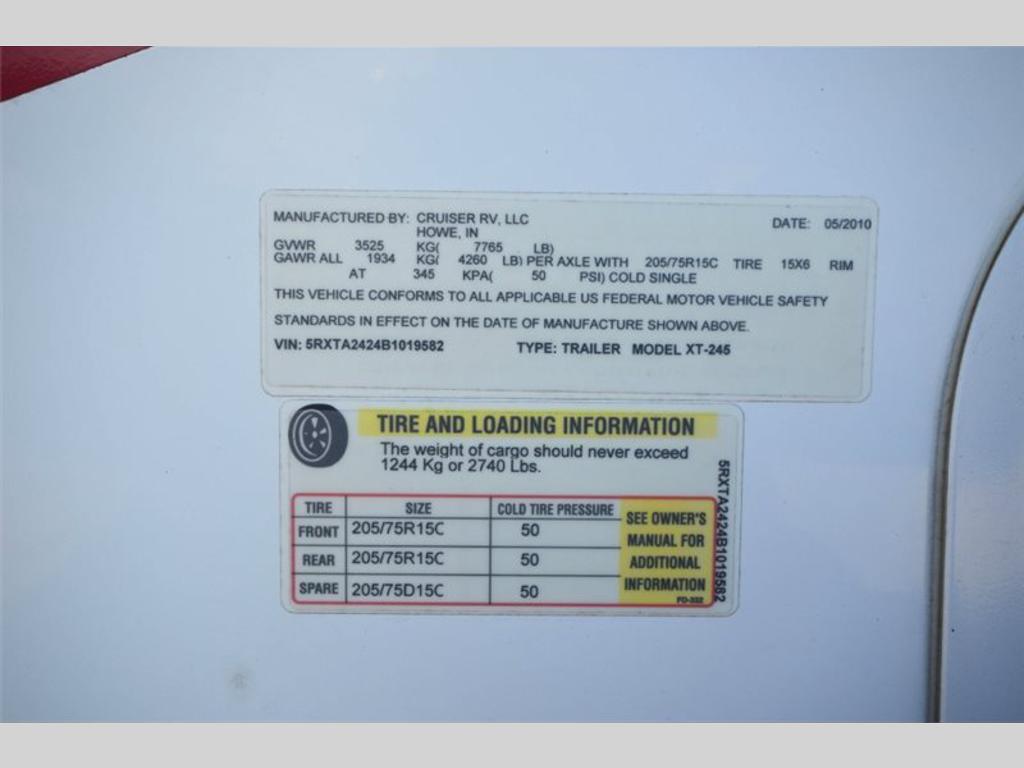 MANUFACTURED BY: CRUISER RV, LLC DATE: 05/2010
HOWE, IN
GVWR 3525 KG( 7765 LB)
GAWR ALL 1934 KG( 4260 LB) PER AXLE WITH 205/75R15C TIRE 15X6 RIM
AT 345 KPA( 50 PSI) COLD SINGLE
THIS VEHICLE CONFORMS TO ALL APPLICABLE US FEDERAL MOTOR VEHICLE SAFETY
STANDARDS IN EFFECT ON THE DATE OF MANUFACTURE SHOWN ABOVE.
VIN: 5RXTA2424B1019582 TYPE: TRAILER MODEL XT-245
TIRE AND LOADING INFORMATION
The weight of cargo should never exceed
1244 Kg or 2740 Lbs.
TIRE SIZE COLD TIRE PRESSURE
FRONT 205/75R15C 50
REAR 205/75R15C 50
SPARE 205/75D15C 50
SEE OWNER'S
MANUAL FOR
ADDITIONAL
INFORMATION
FD-332
5RXTA2424B1019582